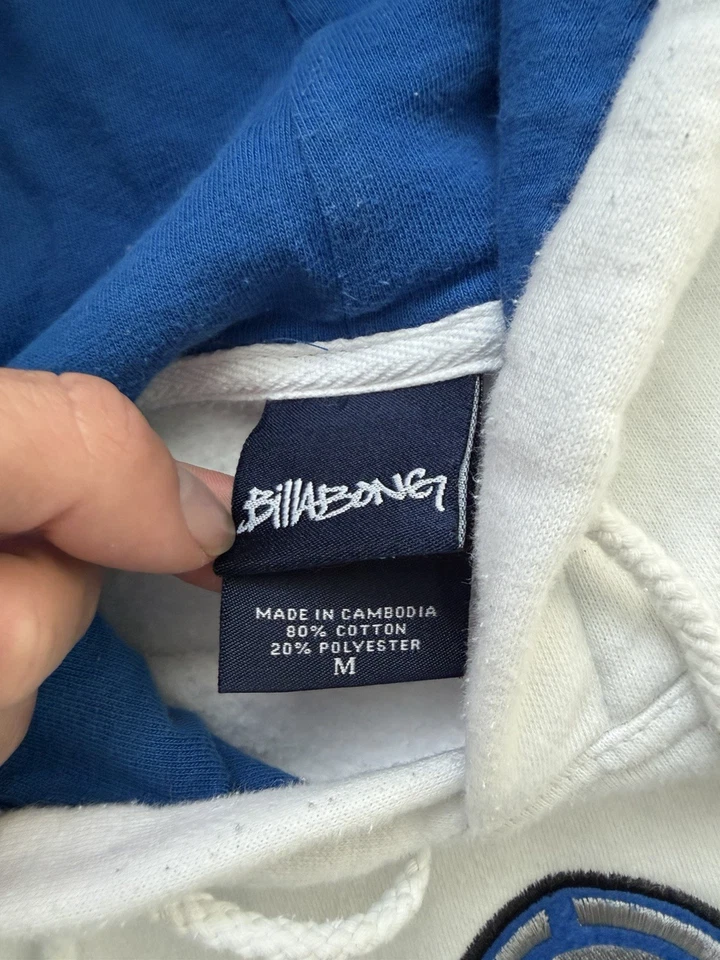 BillABONG
MADE IN CAMBODIA
80% COTTON
20% POLYESTER
M